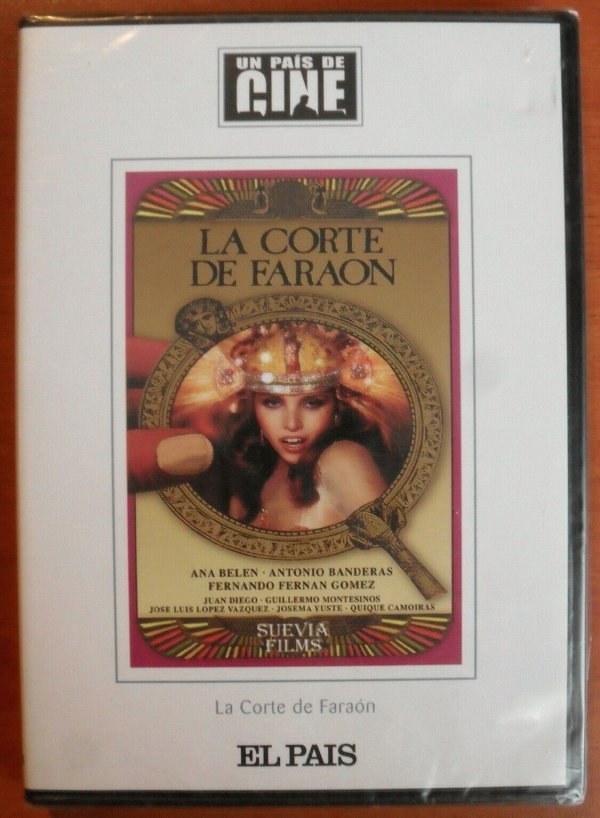 UN PAÍS DE
CINE
LA CORTE
DE FARAON
ANA BELEN · ANTONIO BANDERAS
FERNANDO FERNAN GOMEZ
JUAN DIEGO · GUILLERMO MONTESINOS
JOSE LUIS LOPEZ VAZQUEZ · JOSEMA YUSTE · QUIQUE CAMOIRAS
SUEVIA
FILMS
La Corte de Faraón
EL PAIS